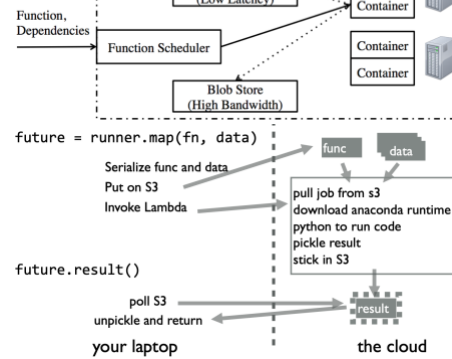 (Low Latency)
Container
Function,
Dependencies
Function Scheduler
Container
Container
Blob Store
(High Bandwidth)
future = runner.map(fn, data)
func
data
Serialize func and data
Put on S3
Invoke Lambda
pull job from s3
download anaconda runtime
python to run code
pickle result
stick in S3
future.result()
poll S3
unpickle and return
result
your laptop
the cloud